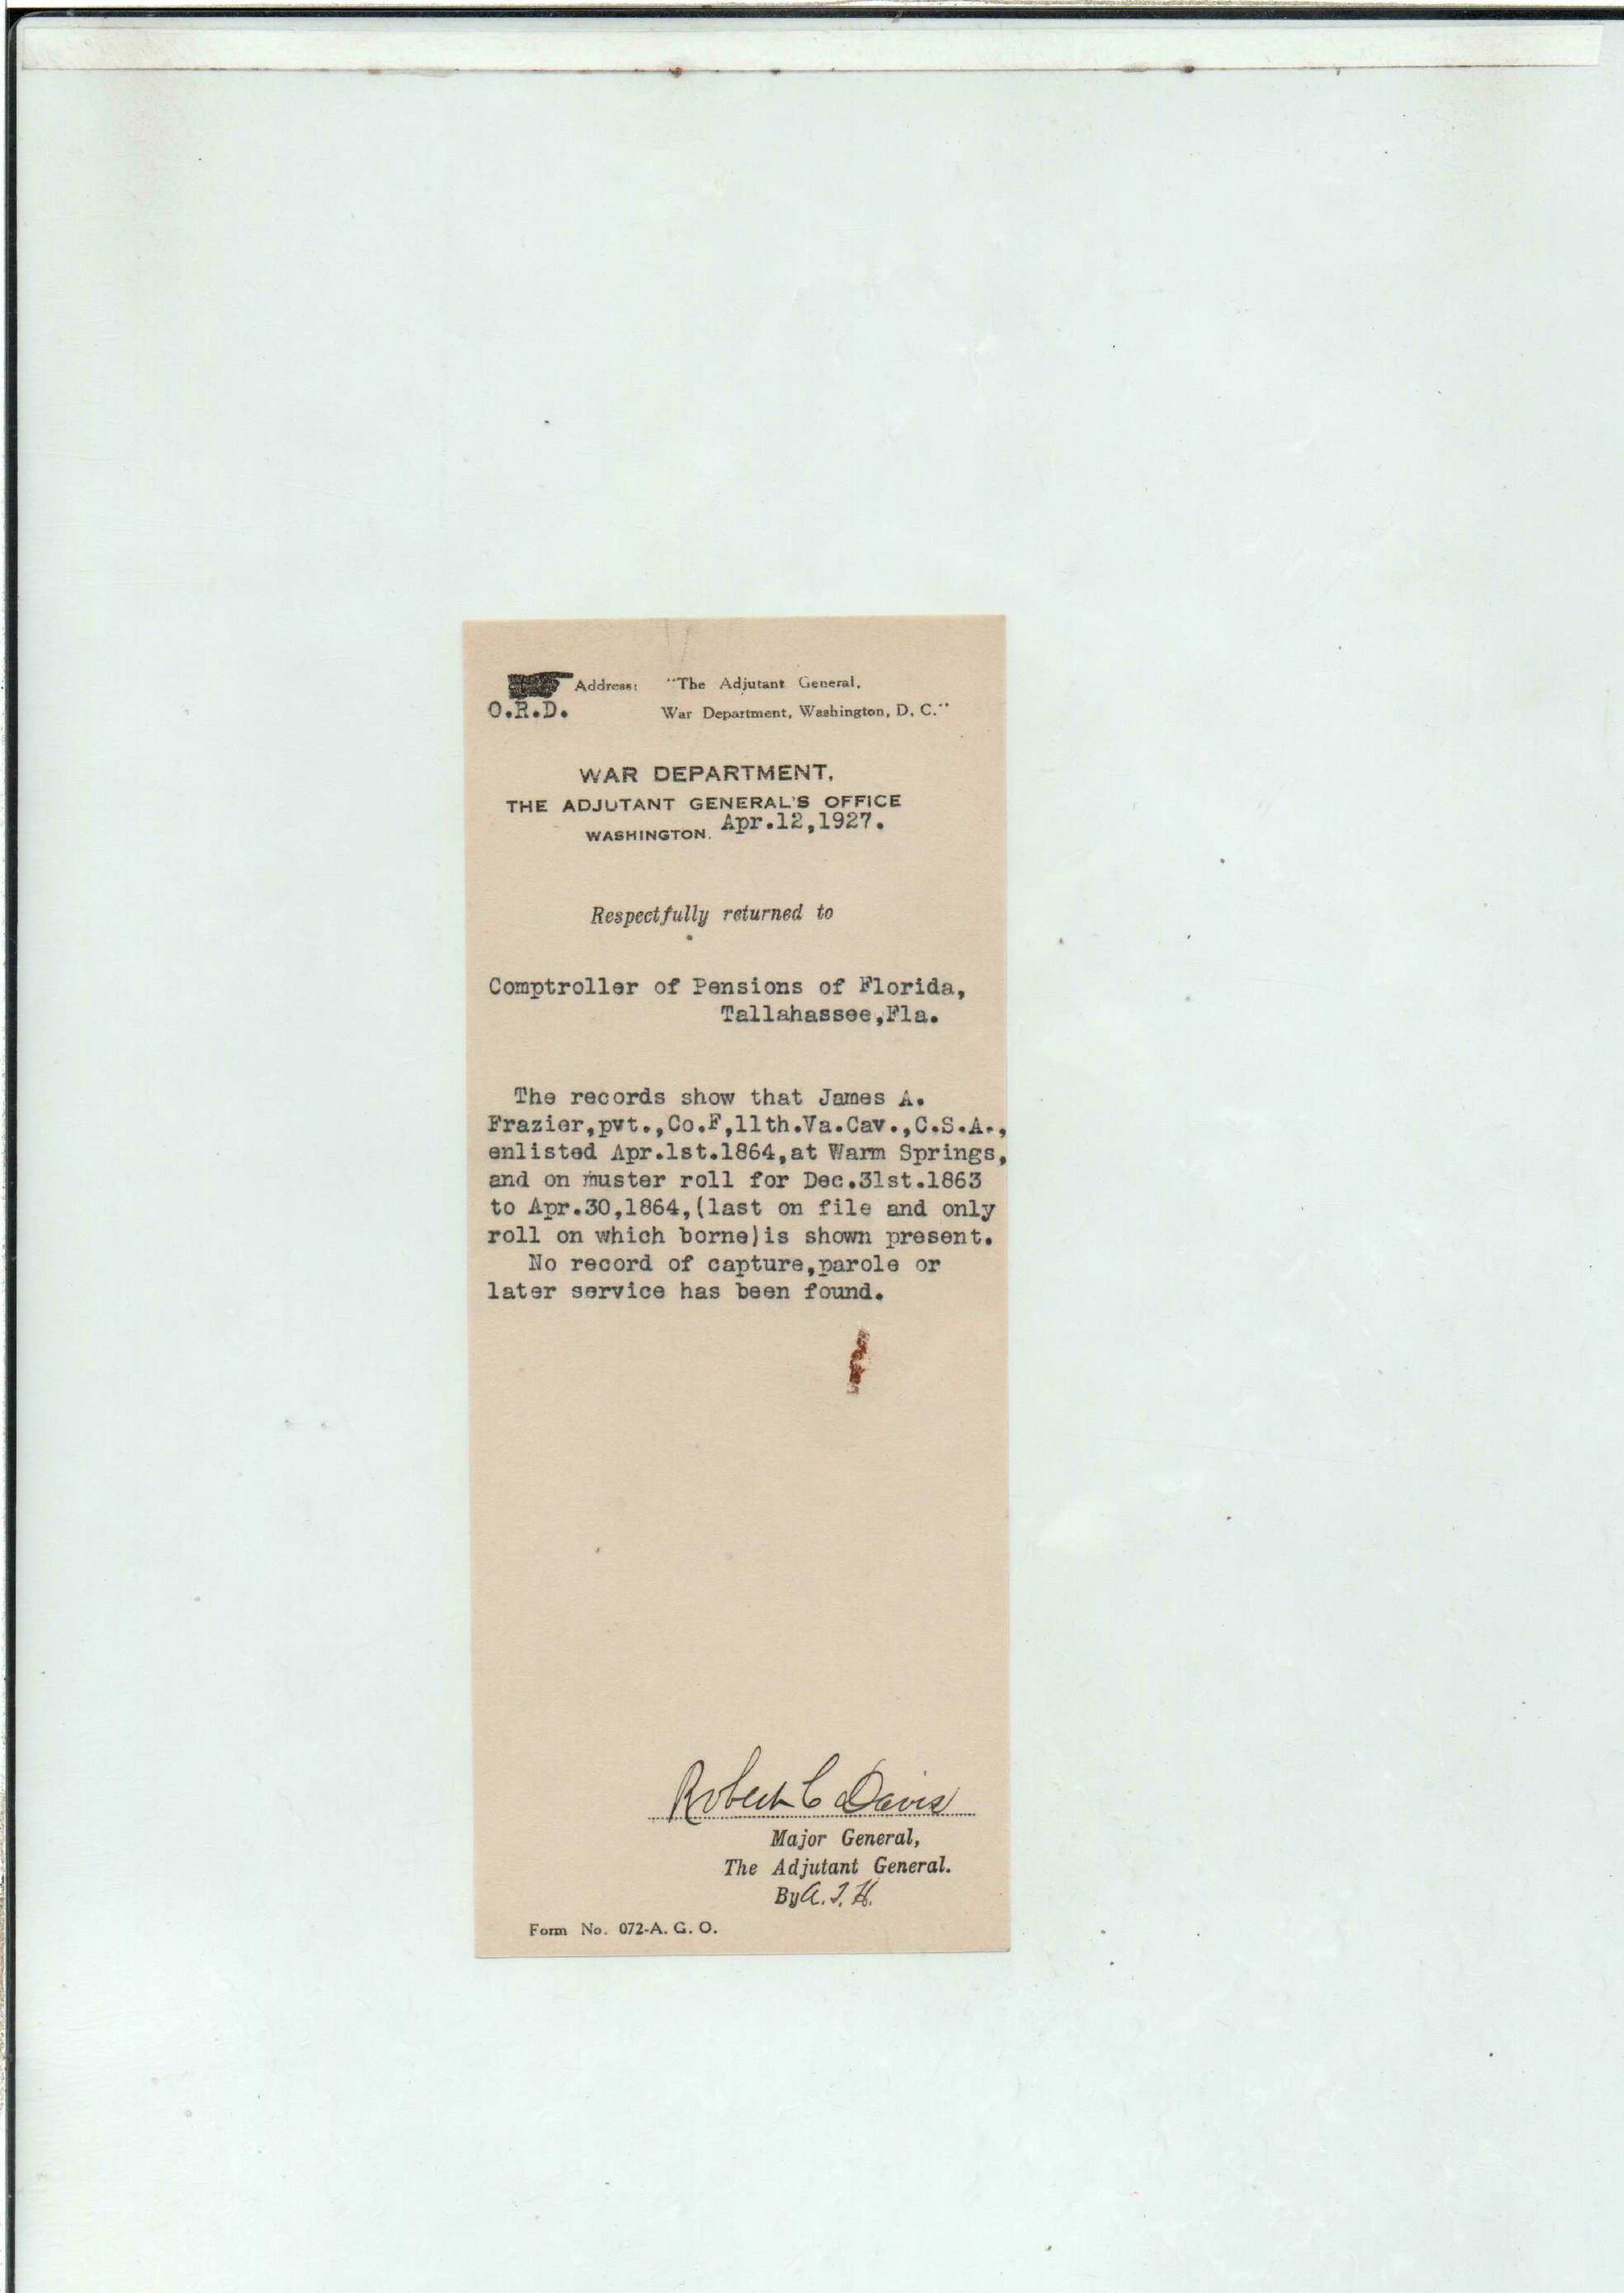 Address: "The Adjutant General,
O.R.D. War Department, Washington, D. C."
WAR DEPARTMENT,
THE ADJUTANT GENERAL'S OFFICE
WASHINGTON. Apr.12,1927.
Respectfully returned to
Comptroller of Pensions of Florida,
Tallahassee,Fla.
The records show that James A.
Frazier,pvt.,Co.F,11th.Va.Cav.,C.S.A.,
enlisted Apr.1st.1864,at Warm Springs,
and on muster roll for Dec.31st.1863
to Apr.30,1864,(last on file and only
roll on which borne)is shown present.
No record of capture,parole or
later service has been found.
Robert C Davis
Major General,
The Adjutant General.
By A. J. H.
Form No. 072-A. G. O.